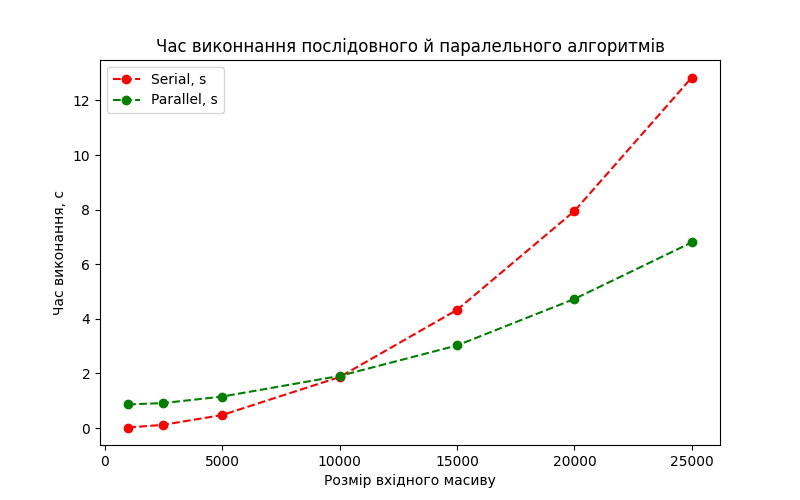 Час виконнання послідовного й паралельного алгоритмів
Serial, s
Parallel, s
Час виконання, с
12
10
8
6
4
2
0
0 5000 10000 15000 20000 25000
Розмір вхідного масиву